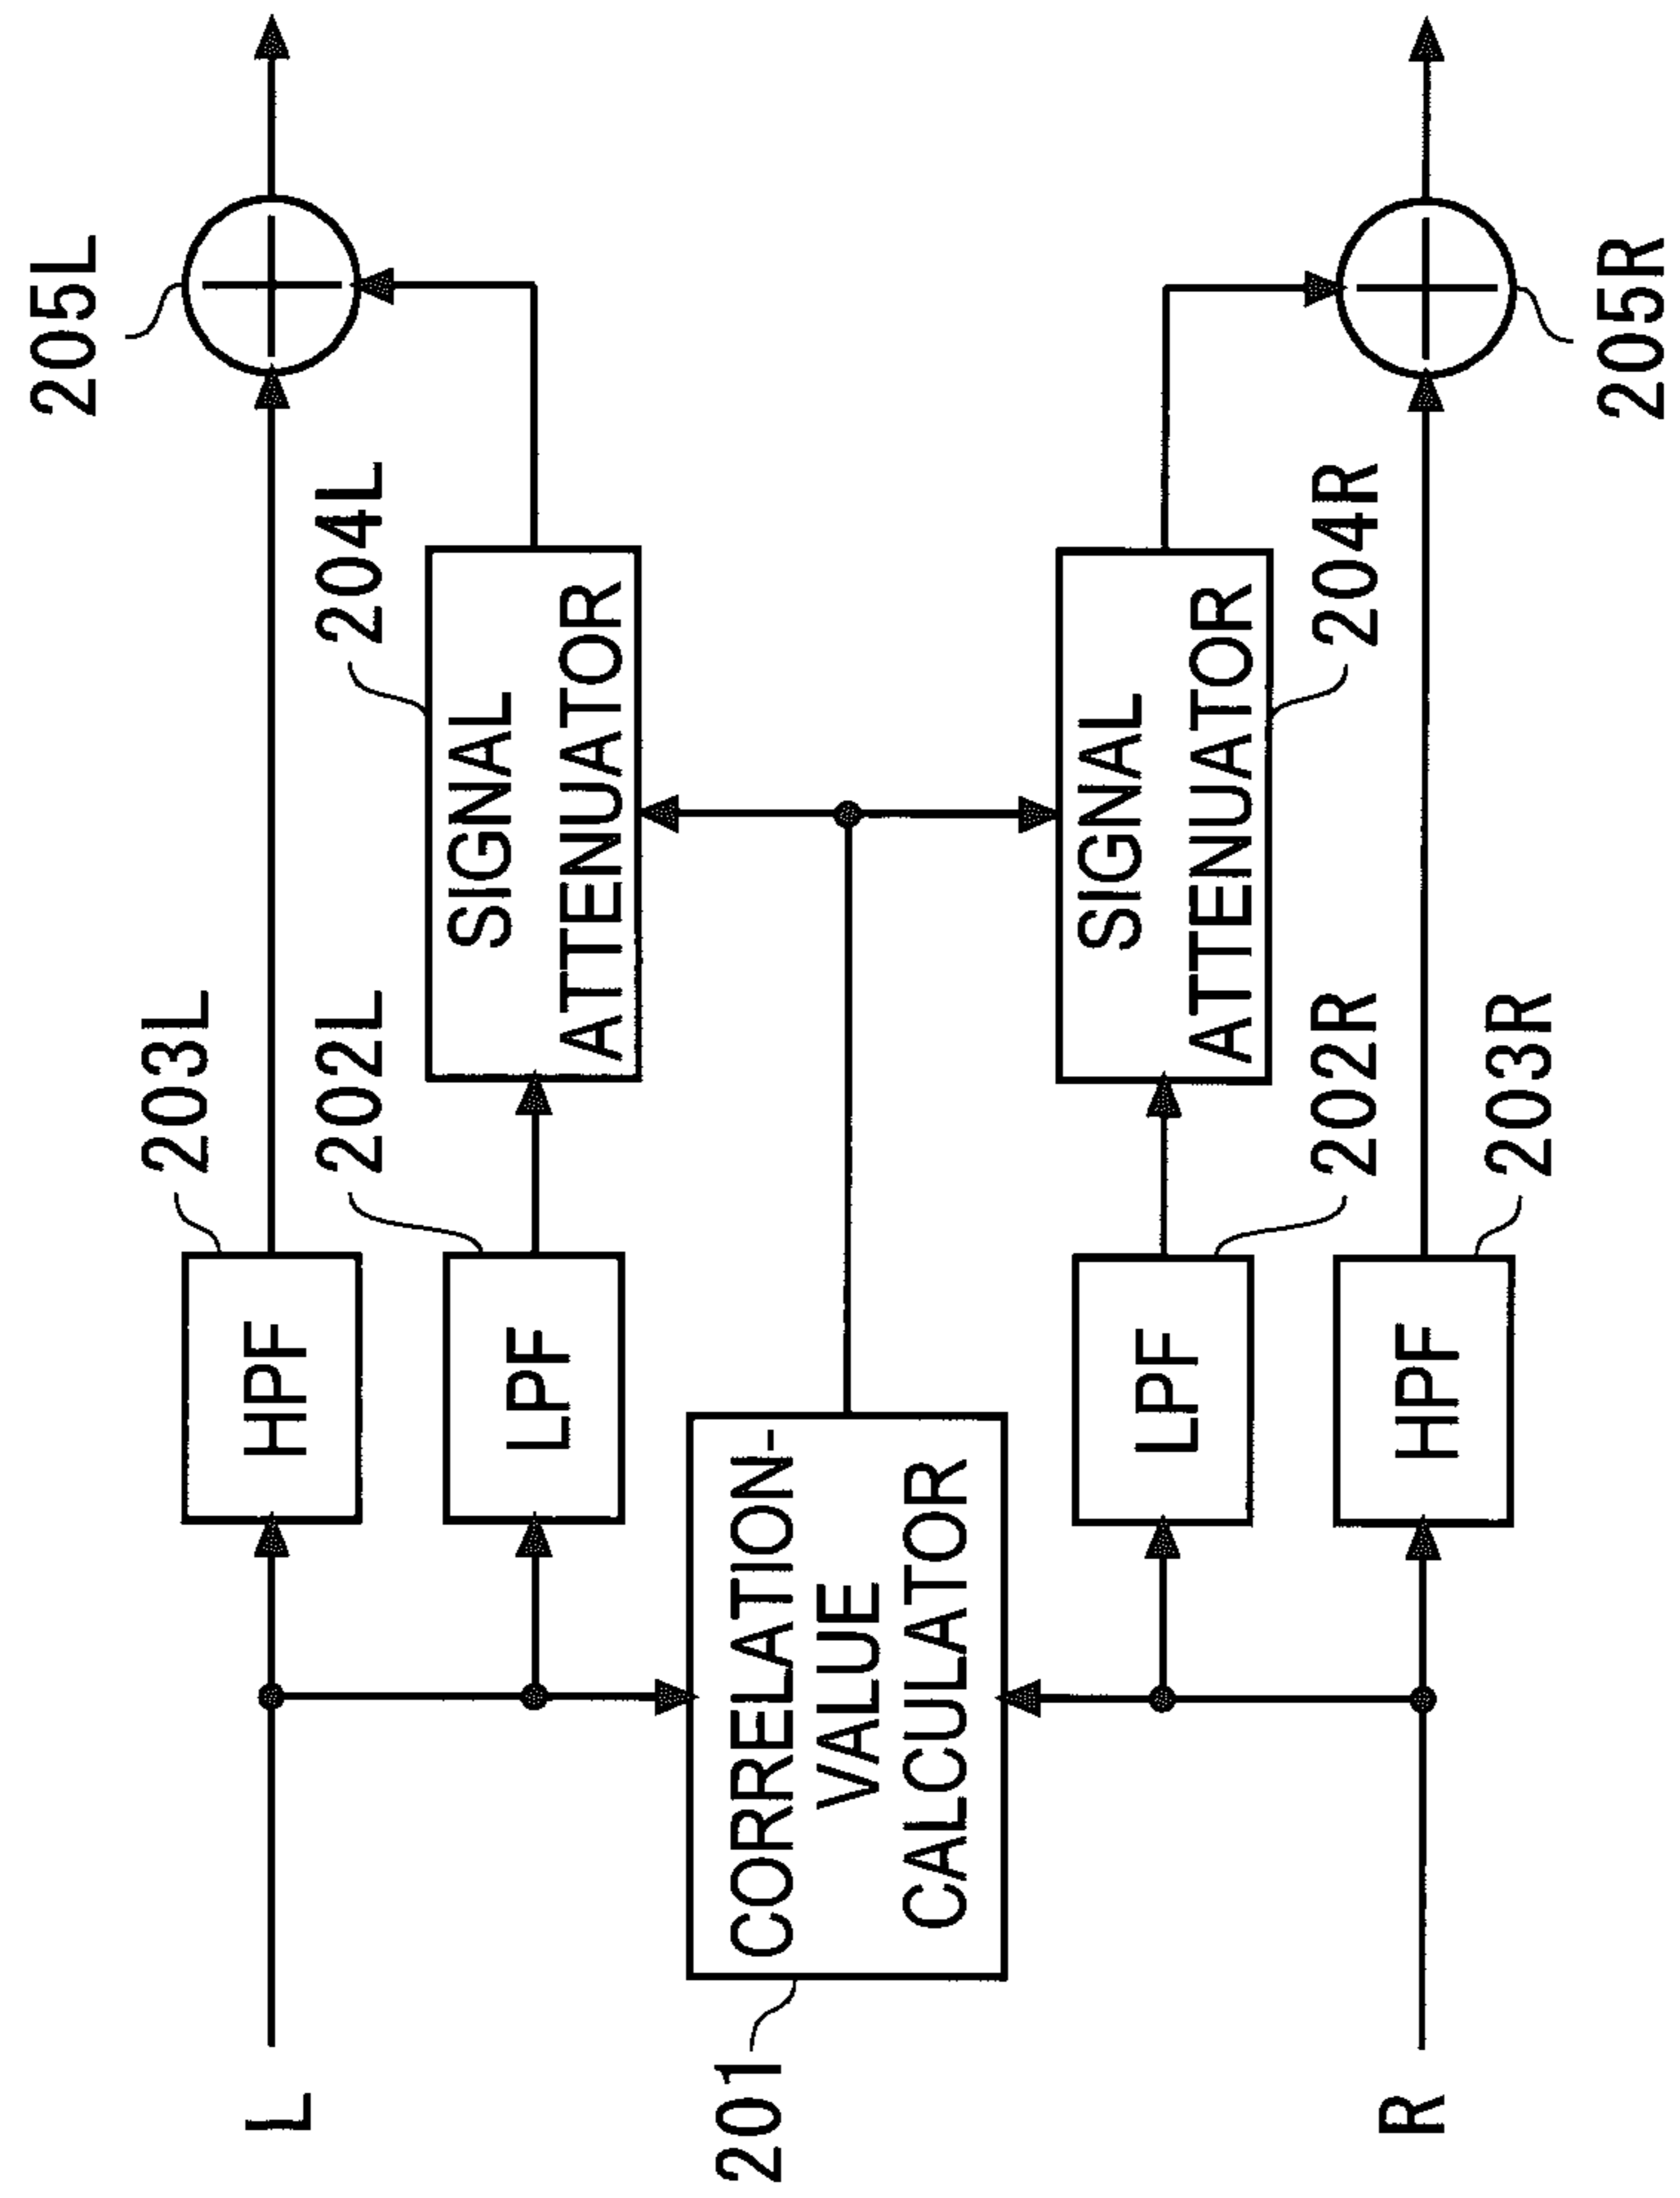 L
R
201
CORRELATION-
VALUE
CALCULATOR
203L
HPF
202L
LPF
LPF
202R
HPF
203R
204L
SIGNAL
ATTENUATOR
SIGNAL
ATTENUATOR
204R
205L
205R